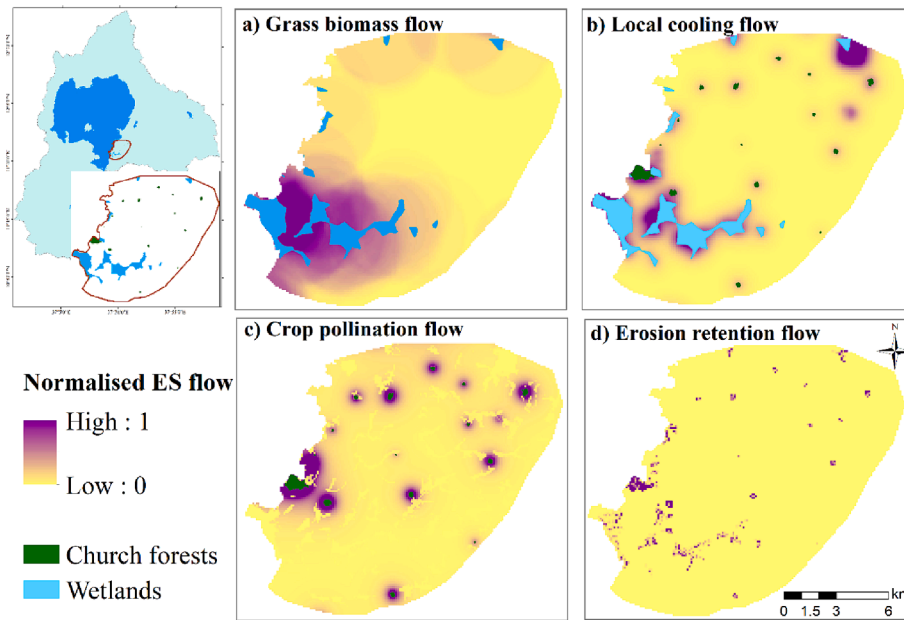 a) Grass biomass flow
b) Local cooling flow
c) Crop pollination flow
d) Erosion retention flow
N
Normalised ES flow
High : 1
Low : 0
Church forests
Wetlands
km
0 1.5 3 6